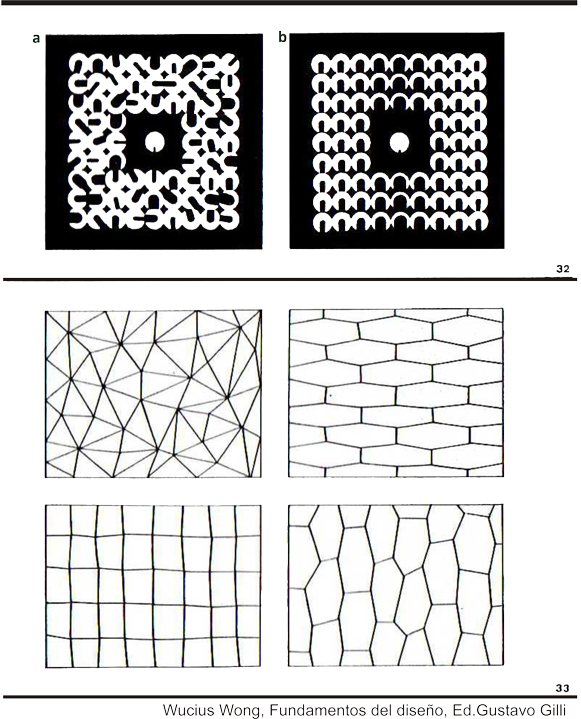 a
b
32
33
Wucius Wong, Fundamentos del diseño, Ed.Gustavo Gilli